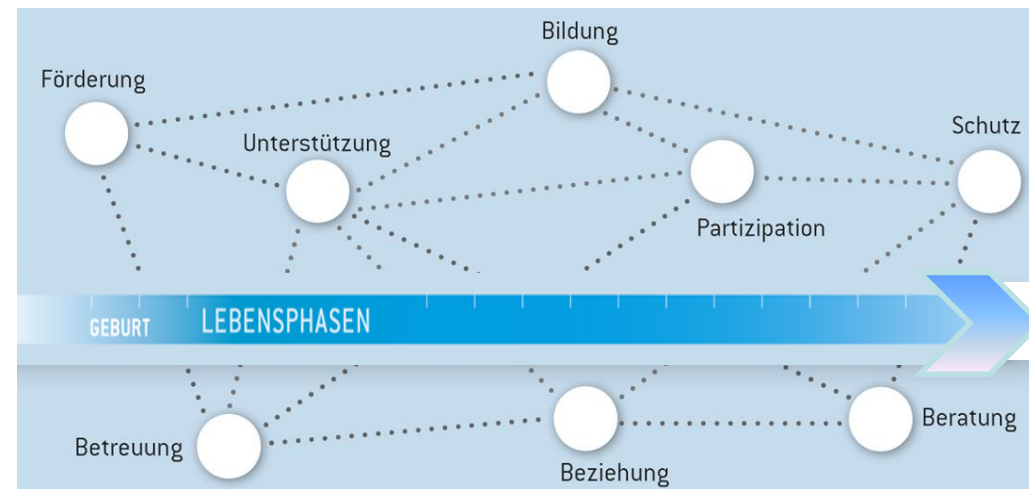 Bildung
Förderung
Schutz
Unterstützung
Partizipation
GEBURT
LEBENSPHASEN
Beratung
Betreuung
Beziehung